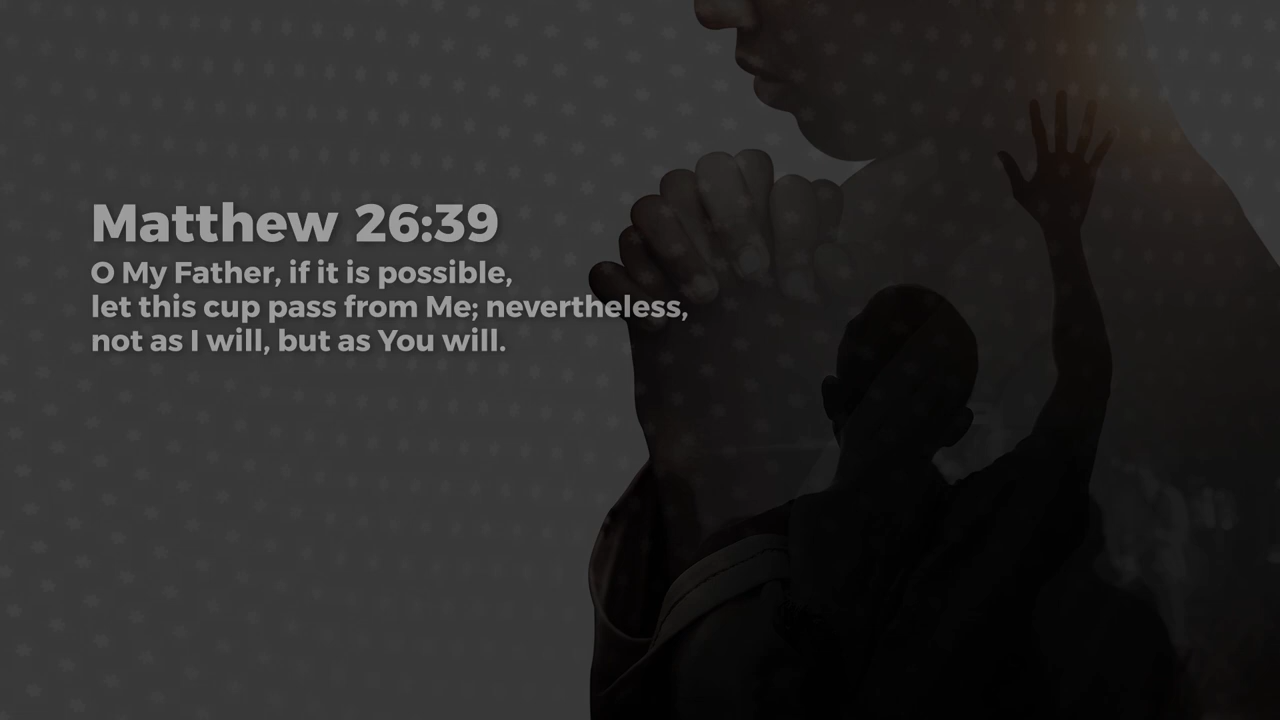 Matthew 26:39
O My Father, if it is possible,
let this cup pass from Me; nevertheless,
not as I will, but as You will.